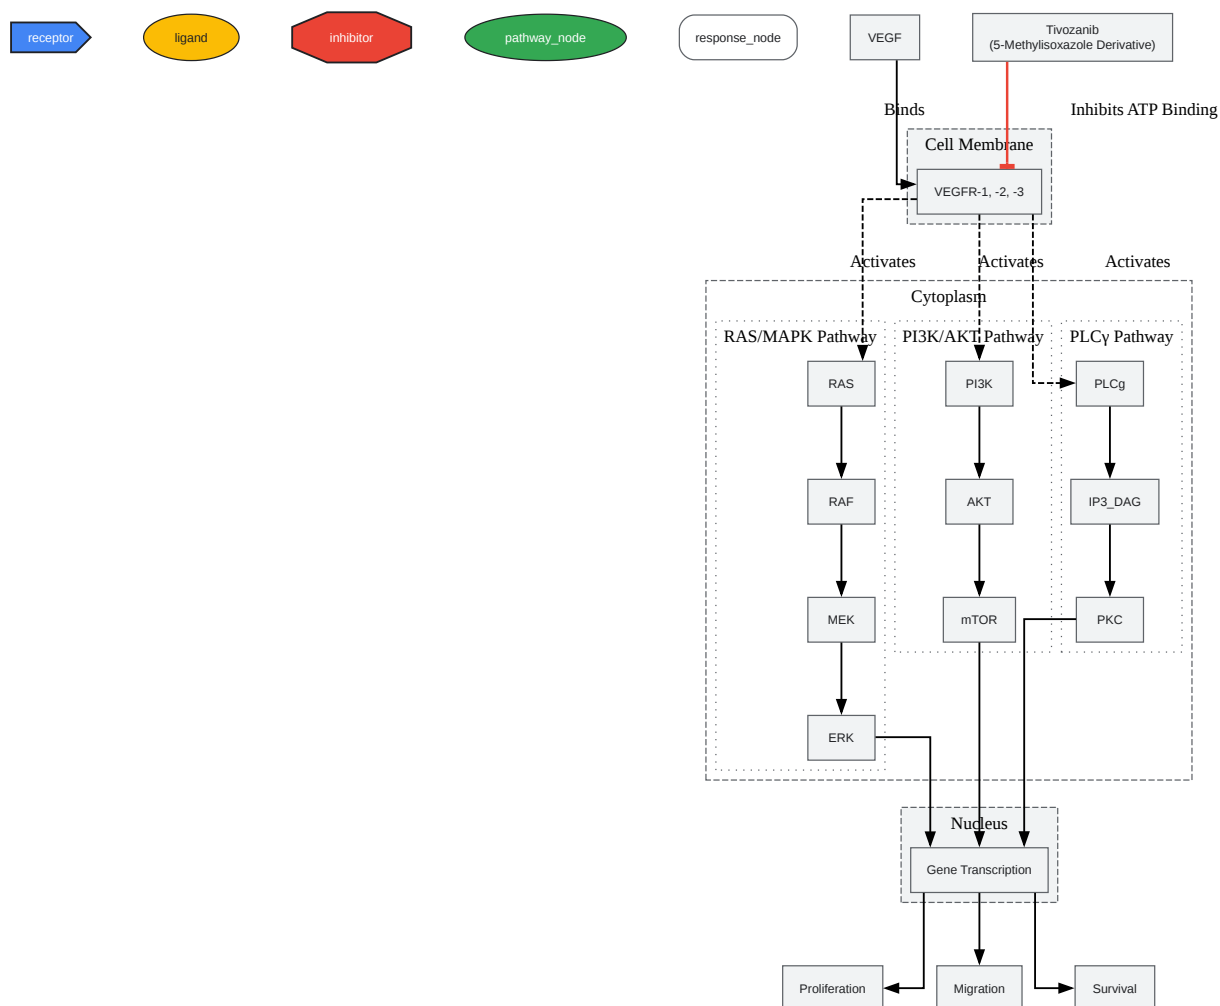 receptor
ligand
inhibitor
pathway_node
response_node
VEGF
Tivozanib
(5-Methylisoxazole Derivative)
Binds
Inhibits ATP Binding
Cell Membrane
VEGFR-1, -2, -3
Activates
Activates
Activates
Cytoplasm
RAS/MAPK Pathway
PI3K/AKT Pathway
PLCγ Pathway
RAS
PI3K
PLCg
RAF
AKT
IP3_DAG
MEK
mTOR
PKC
ERK
Nucleus
Gene Transcription
Proliferation
Migration
Survival